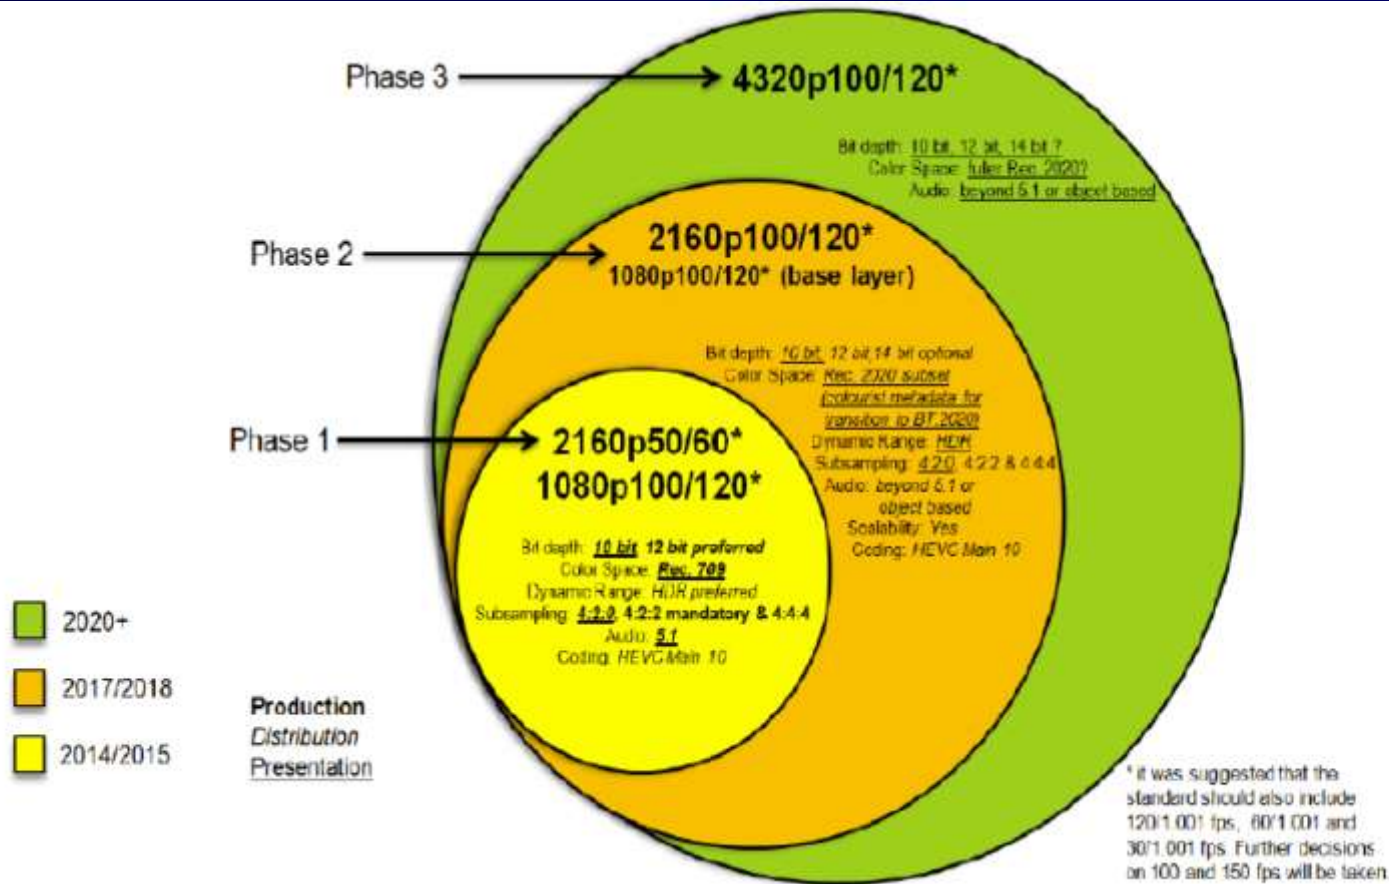 Phase 3
4320p100/120*
Bit depth: 10 bit, 12 bit, 14 bit ?
Color Space: fuller Rec. 2020?
Audio: beyond 5.1 or object based
Phase 2
2160p100/120*
1080p100/120* (base layer)
Bit depth: 10 bit, 12 bit,14 bit optional
Color Space: Rec. 2020 subset
(colourist metadata for
transition to BT.2020)
Dynamic Range: HDR
Subsampling: 4:2:0, 4:2:2 & 4:4:4
Audio: beyond 5.1 or
object based
Scalability: Yes
Coding: HEVC Main 10
Phase 1
2160p50/60*
1080p100/120*
Bit depth: 10 bit, 12 bit preferred
Color Space: Rec. 709
Dynamic Range: HDR preferred
Subsampling: 4:2:0, 4:2:2 mandatory & 4:4:4
Audio: 5.1
Coding: HEVC Main 10
2020+
2017/2018
2014/2015
Production
Distribution
Presentation
* it was suggested that the
standard should also include
120/1.001 fps, 60/1.001 and
30/1.001 fps. Further decisions
on 100 and 150 fps will be taken